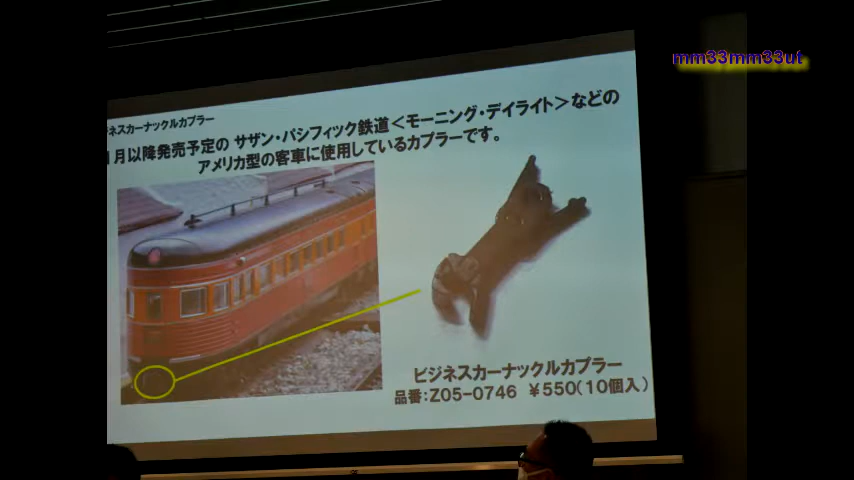 mm33mm33ut
ジネスカーナックルカプラー
月以降発売予定の サザン・パシフィック鉄道<モーニング・デイライト>などの
アメリカ型の客車に使用しているカプラーです。
ビジネスカーナックルカプラー
品番:Z05-0746 ¥550(10個入)